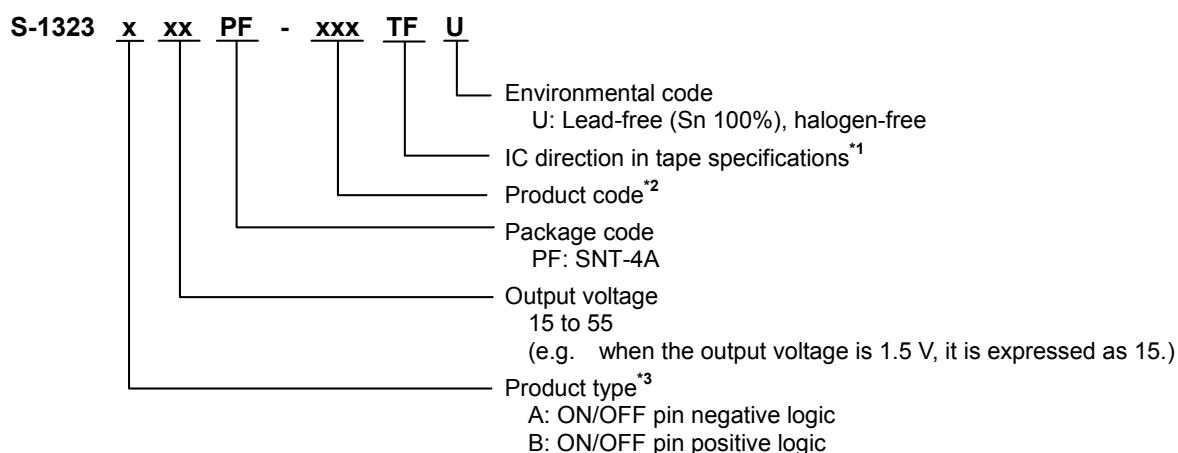 S-1323 x xx PF - xxx TF U
Environmental code
U: Lead-free (Sn 100%), halogen-free
IC direction in tape specifications*1
Product code*2
Package code
PF: SNT-4A
Output voltage
15 to 55
(e.g. when the output voltage is 1.5 V, it is expressed as 15.)
Product type*3
A: ON/OFF pin negative logic
B: ON/OFF pin positive logic